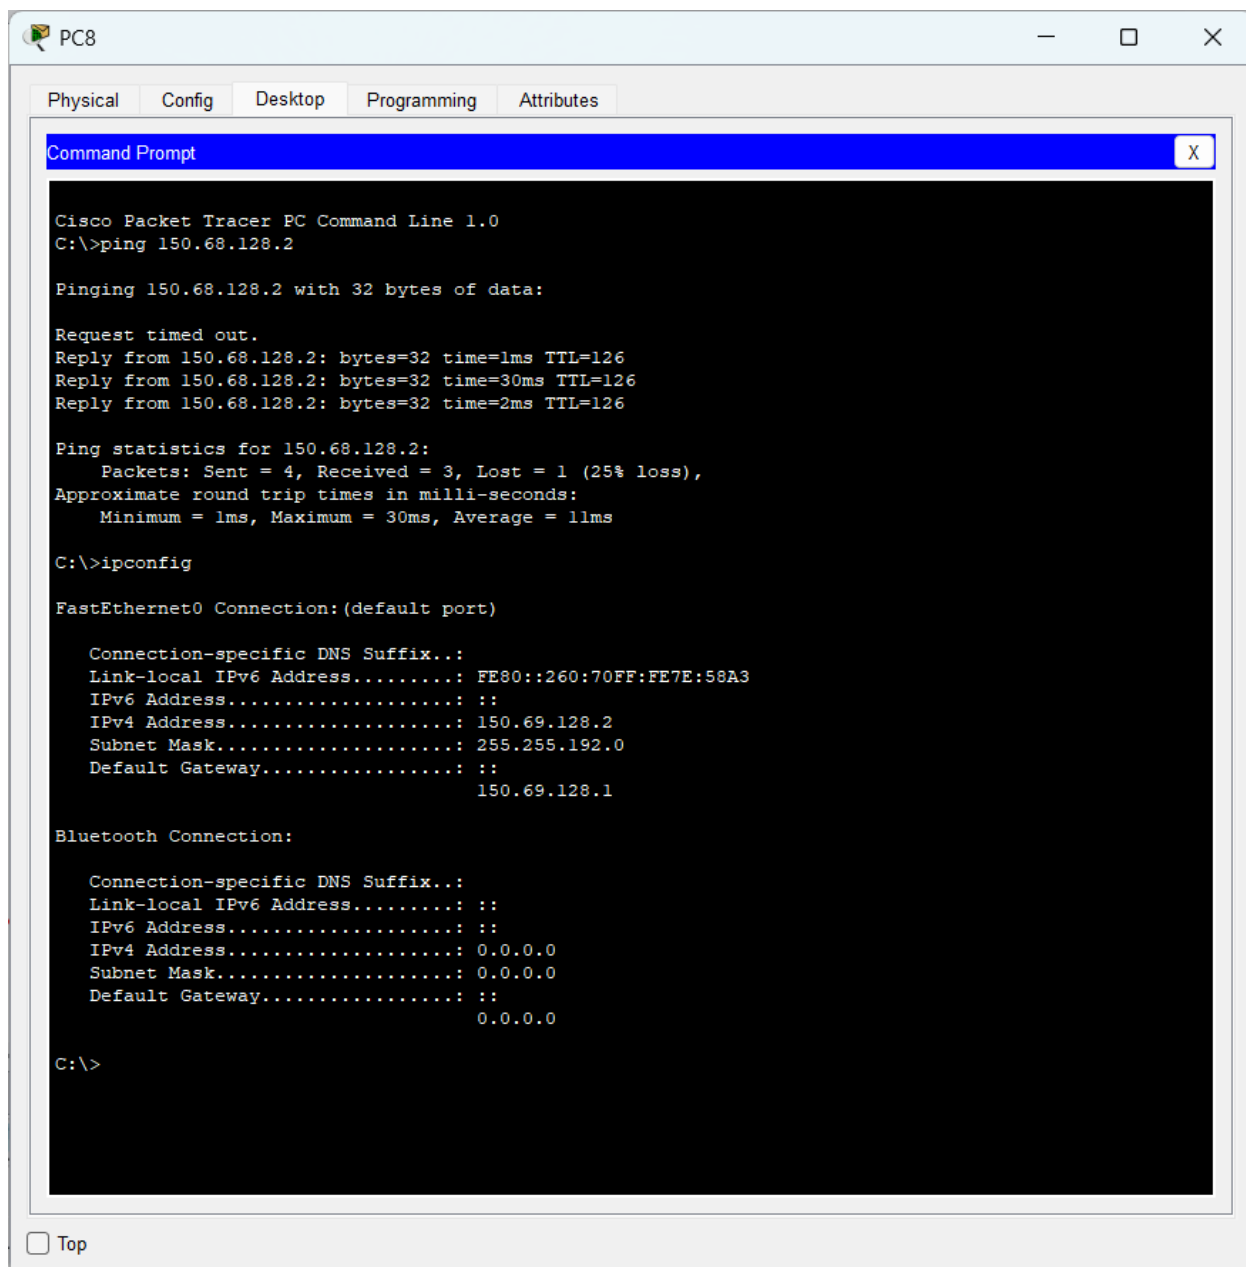 PC8
Physical Config Desktop Programming Attributes
Command Prompt X
Cisco Packet Tracer PC Command Line 1.0
C:\>ping 150.68.128.2
Pinging 150.68.128.2 with 32 bytes of data:
Request timed out.
Reply from 150.68.128.2: bytes=32 time=1ms TTL=126
Reply from 150.68.128.2: bytes=32 time=30ms TTL=126
Reply from 150.68.128.2: bytes=32 time=2ms TTL=126
Ping statistics for 150.68.128.2:
    Packets: Sent = 4, Received = 3, Lost = 1 (25% loss),
Approximate round trip times in milli-seconds:
    Minimum = 1ms, Maximum = 30ms, Average = 11ms
C:\>ipconfig
FastEthernet0 Connection:(default port)
   Connection-specific DNS Suffix..:
   Link-local IPv6 Address.........: FE80::260:70FF:FE7E:58A3
   IPv6 Address....................: ::
   IPv4 Address....................: 150.69.128.2
   Subnet Mask.....................: 255.255.192.0
   Default Gateway.................: ::
                                     150.69.128.1
Bluetooth Connection:
   Connection-specific DNS Suffix..:
   Link-local IPv6 Address.........: ::
   IPv6 Address....................: ::
   IPv4 Address....................: 0.0.0.0
   Subnet Mask.....................: 0.0.0.0
   Default Gateway.................: ::
                                     0.0.0.0
C:\>
Top